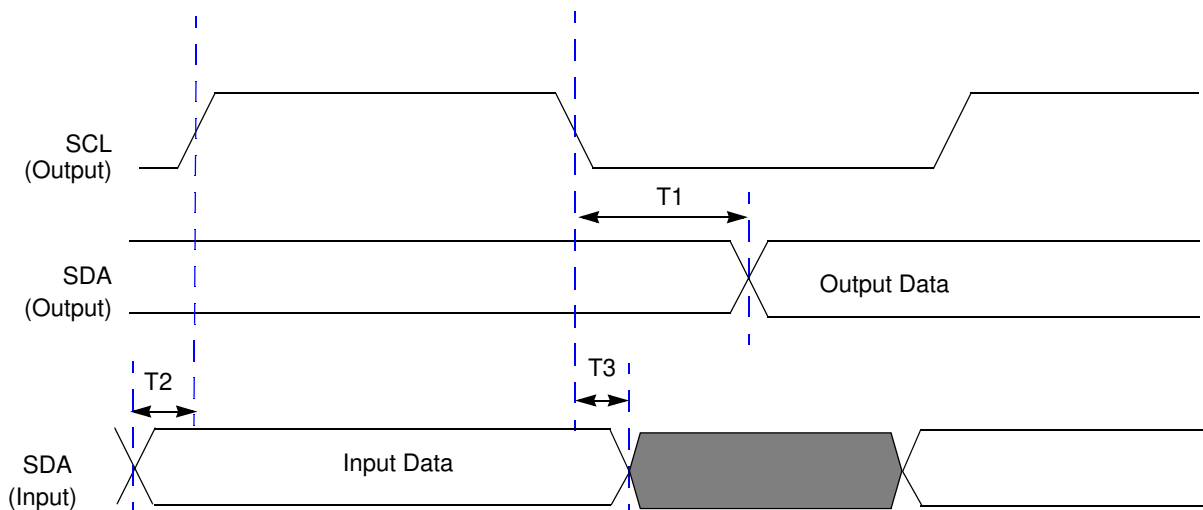 SCL
(Output)
T1
SDA
(Output)
Output Data
T2
T3
SDA
(Input)
Input Data